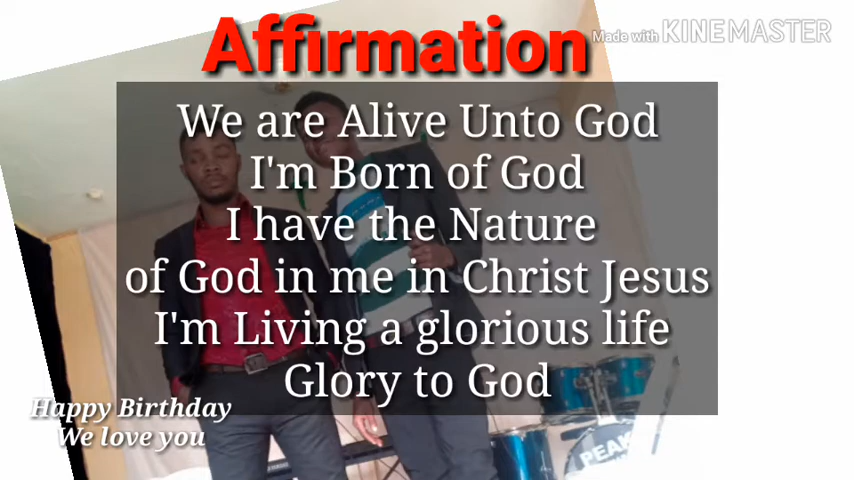 Affirmation
Made with KINEMASTER
We are Alive Unto God
I'm Born of God
I have the Nature
of God in me in Christ Jesus
I'm Living a glorious life
Glory to God
Happy Birthday
We love you
PEAK